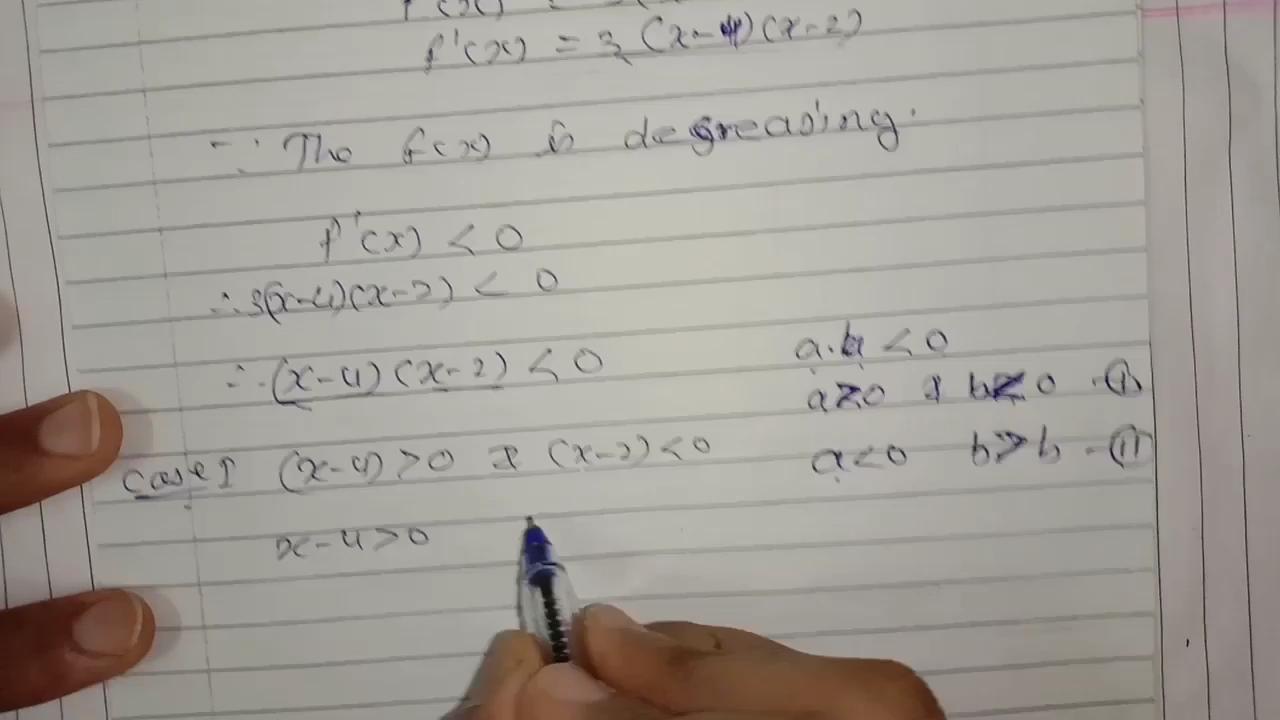 f'(x) = 3 (x-4)(x-2)
∵ The f(x) is degreasing.
f'(x) < 0
∴ 3(x-4)(x-2) < 0
∴ (x-4)(x-2) < 0
a.b < 0
a>0 & b<0 -(I)
case I (x-4)>0 & (x-2)<0
a<0 b>b -(II)
x-4>0